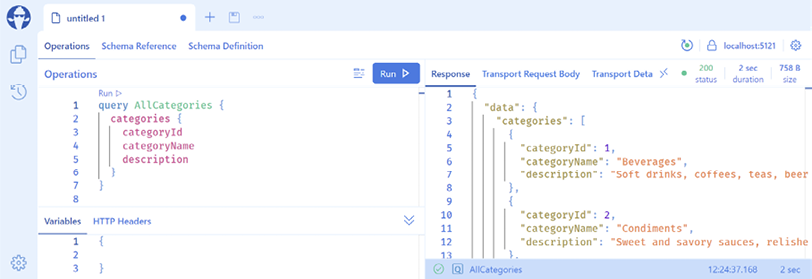 untitled 1
Operations Schema Reference Schema Definition
localhost:5121
Operations
Run
Response Transport Request Body Transport Data
200 status
2 sec duration
758 B size
Run
1 query AllCategories {
2 categories {
3 categoryId
4 categoryName
5 description
6 }
7 }
8
Variables HTTP Headers
1 {
2
3 }
1 {
2 "data": {
3 "categories": [
4 {
5 "categoryId": 1,
6 "categoryName": "Beverages",
7 "description": "Soft drinks, coffees, teas, beer
8 },
9 {
10 "categoryId": 2,
11 "categoryName": "Condiments",
12 "description": "Sweet and savory sauces, relishe
13 },
AllCategories 12:24:37.168 2 sec